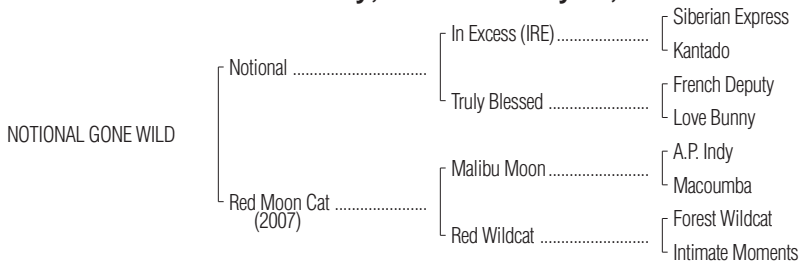 Siberian Express
In Excess (IRE)......................
Kantado
Notional ................................
French Deputy
Truly Blessed ........................
Love Bunny
NOTIONAL GONE WILD
A.P. Indy
Malibu Moon.........................
Macoumba
Red Moon Cat ......................
(2007)
Forest Wildcat
Red Wildcat ..........................
Intimate Moments